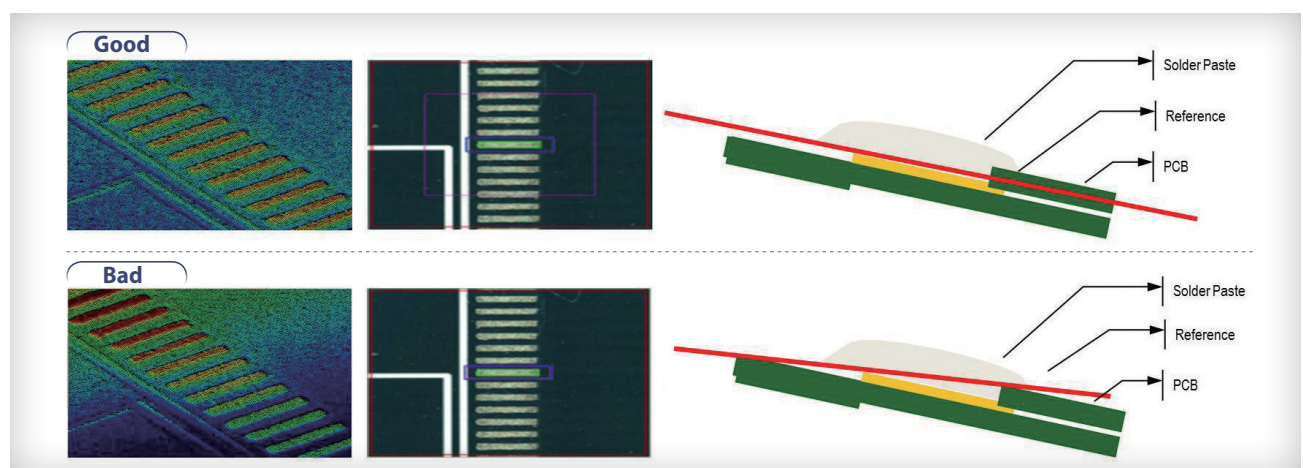 Good
Solder Paste
Reference
PCB
Bad
Solder Paste
Reference
PCB